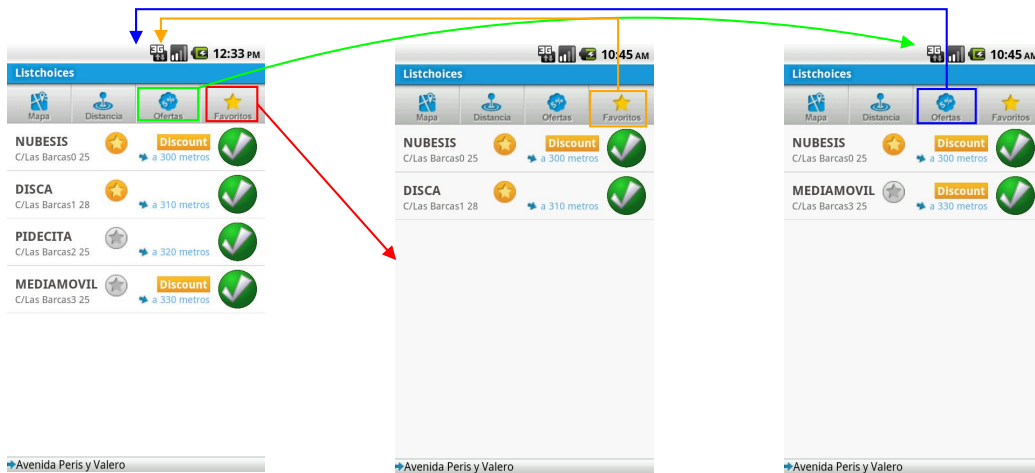 3G 12:33 PM
Listchoices
Mapa Distancia Ofertas Favoritos
NUBESIS Discount
C/Las Barcas0 25 a 300 metros
DISCA
C/Las Barcas1 28 a 310 metros
PIDECITA
C/Las Barcas2 25 a 320 metros
MEDIAMOVIL Discount
C/Las Barcas3 25 a 330 metros
Avenida Peris y Valero
3G 10:45 AM
Listchoices
Mapa Distancia Ofertas Favoritos
NUBESIS Discount
C/Las Barcas0 25 a 300 metros
DISCA
C/Las Barcas1 28 a 310 metros
Avenida Peris y Valero
3G 10:45 AM
Listchoices
Mapa Distancia Ofertas Favoritos
NUBESIS Discount
C/Las Barcas0 25 a 300 metros
MEDIAMOVIL Discount
C/Las Barcas3 25 a 330 metros
Avenida Peris y Valero